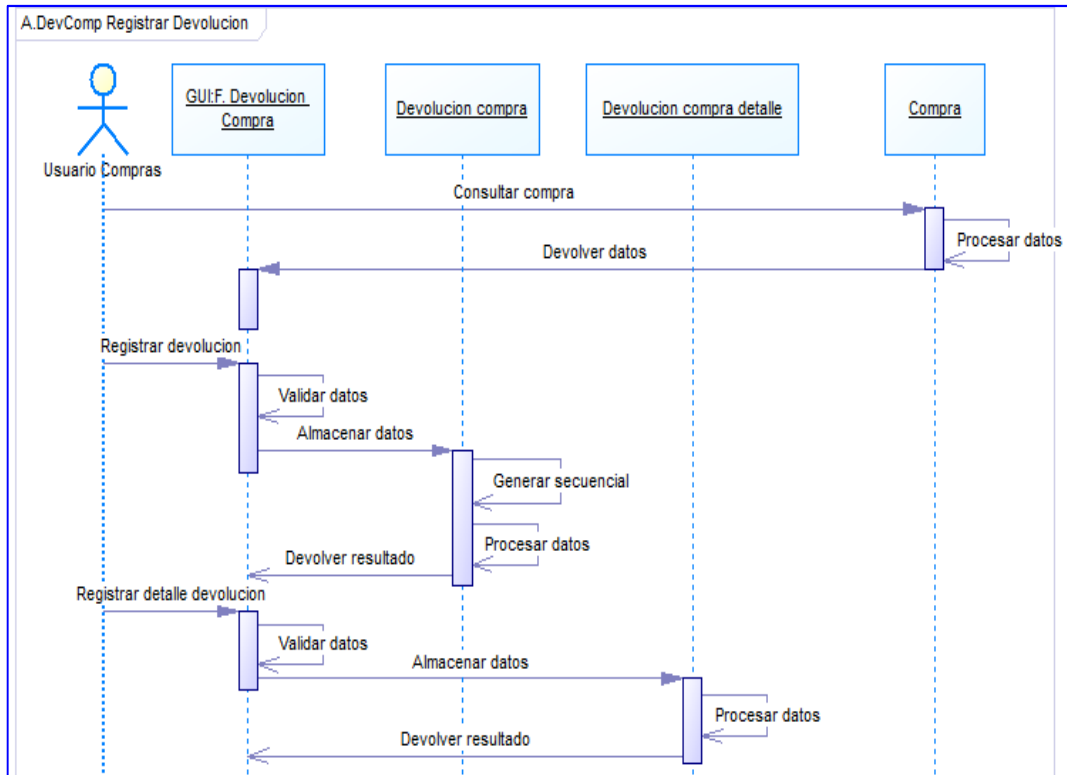 A.DevComp Registrar Devolucion
GUI:F. Devolucion
Compra
Devolucion compra
Devolucion compra detalle
Compra
Usuario Compras
Consultar compra
Procesar datos
Devolver datos
Registrar devolucion
Validar datos
Almacenar datos
Generar secuencial
Procesar datos
Devolver resultado
Registrar detalle devolucion
Validar datos
Almacenar datos
Procesar datos
Devolver resultado